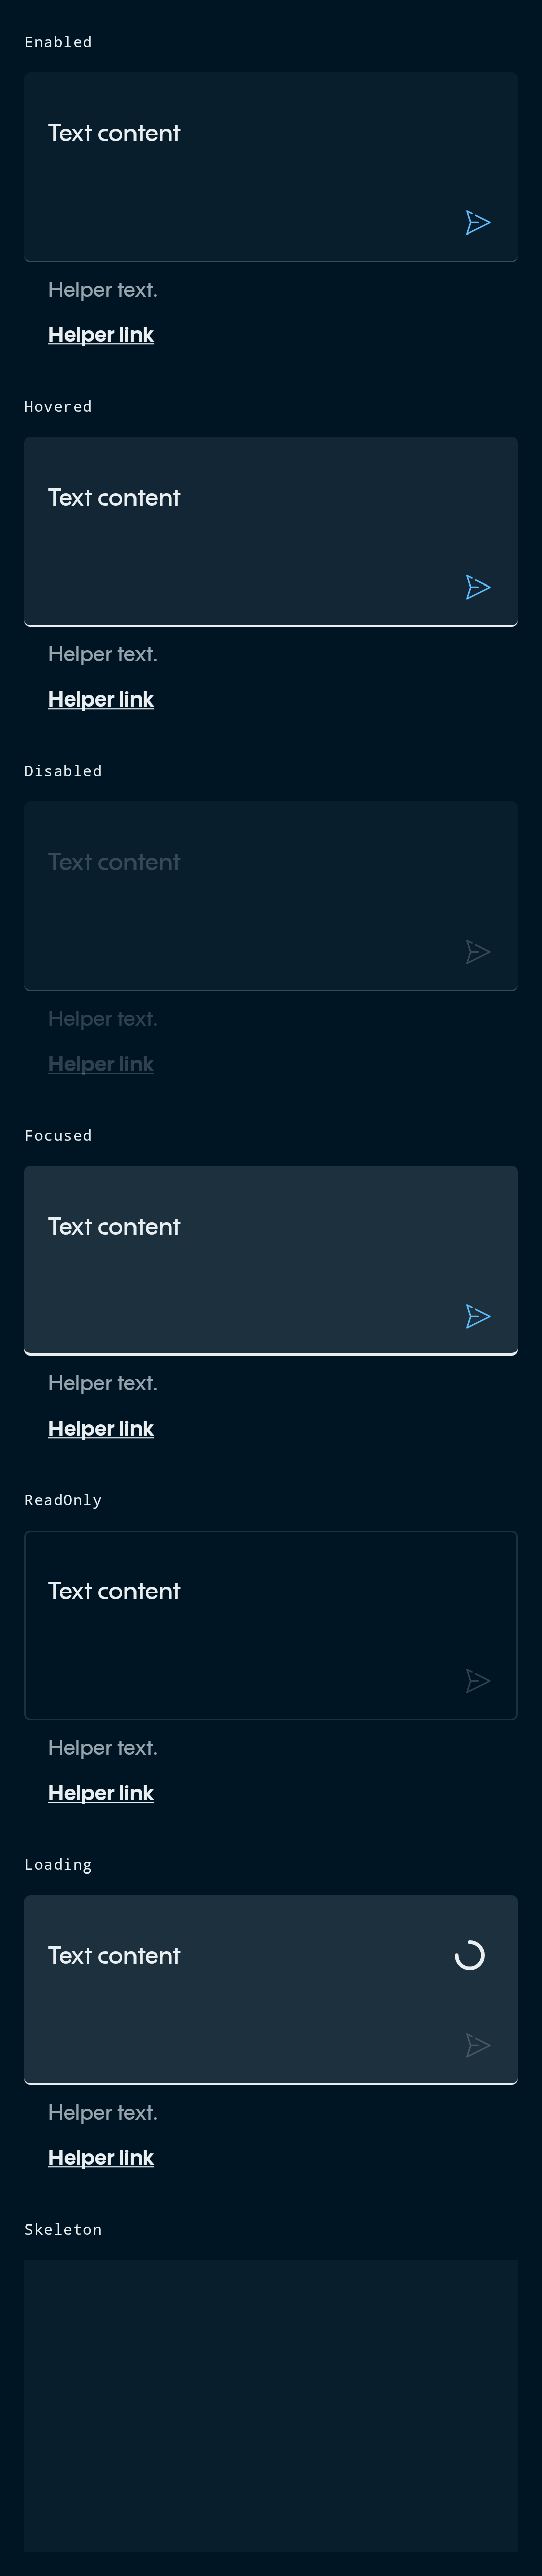 Enabled
Text content
Helper text.
Helper link
Hovered
Text content
Helper text.
Helper link
Disabled
Text content
Helper text.
Helper link
Focused
Text content
Helper text.
Helper link
ReadOnly
Text content
Helper text.
Helper link
Loading
Text content
Helper text.
Helper link
Skeleton